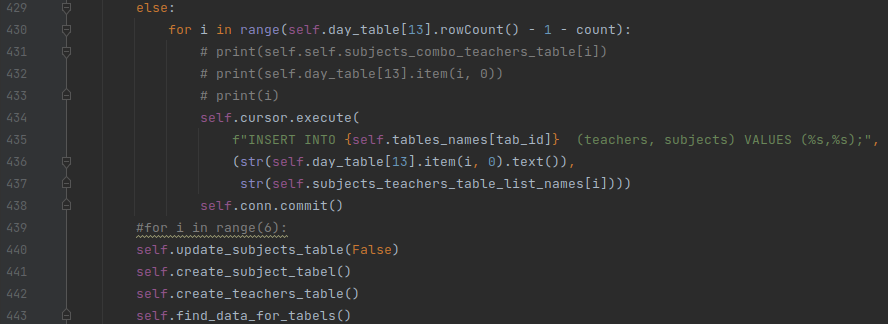 429 else:
430 for i in range(self.day_table[13].rowCount() - 1 - count):
431 # print(self.self.subjects_combo_teachers_table[i])
432 # print(self.day_table[13].item(i, 0))
433 # print(i)
434 self.cursor.execute(
435 f"INSERT INTO {self.tables_names[tab_id]}  (teachers, subjects) VALUES (%s,%s);",
436 (str(self.day_table[13].item(i, 0).text()),
437 str(self.subjects_teachers_table_list_names[i])))
438 self.conn.commit()
439 #for i in range(6):
440 self.update_subjects_table(False)
441 self.create_subject_tabel()
442 self.create_teachers_table()
443 self.find_data_for_tabels()